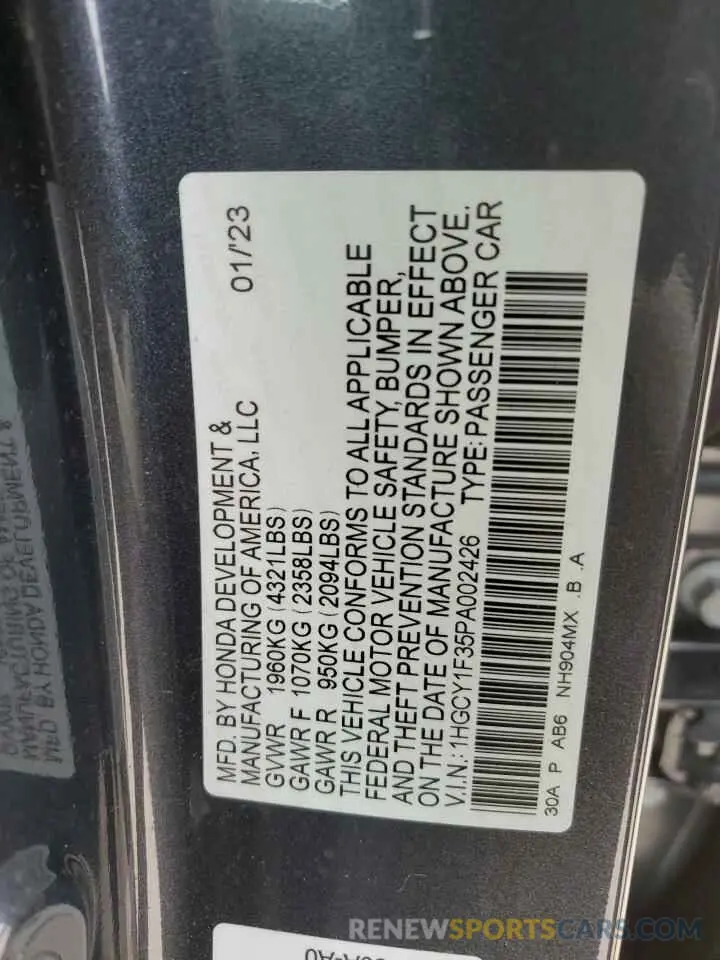 MFD. BY HONDA DEVELOPMENT &
MANUFACTURING OF AMERICA, LLC 01/'23
GVWR 1960KG (4321LBS)
GAWR F 1070KG (2358LBS)
GAWR R 950KG (2094LBS)
THIS VEHICLE CONFORMS TO ALL APPLICABLE
FEDERAL MOTOR VEHICLE SAFETY, BUMPER,
AND THEFT PREVENTION STANDARDS IN EFFECT
ON THE DATE OF MANUFACTURE SHOWN ABOVE.
V.I.N.: 1HGCY1F35PA002426 TYPE: PASSENGER CAR
30A P AB6 NH904MX .B .A
RENEWSPORTSCARS.COM